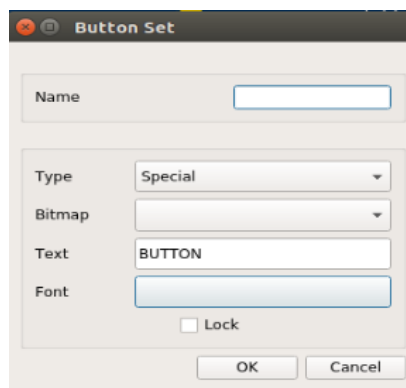 Button Set
Name
Type Special
Bitmap
Text BUTTON
Font
Lock
OK Cancel